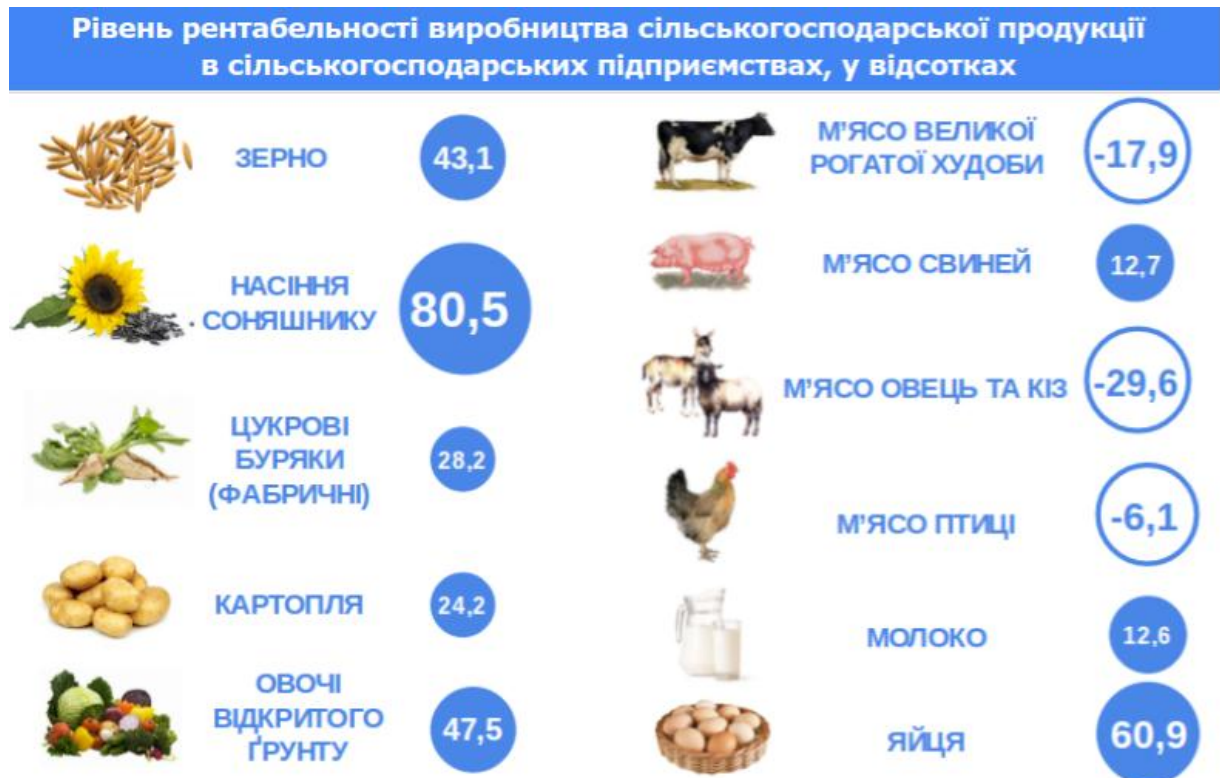 Рівень рентабельності виробництва сільськогосподарської продукції
в сільськогосподарських підприємствах, у відсотках
ЗЕРНО
43,1
НАСІННЯ
СОНЯШНИКУ
80,5
ЦУКРОВІ
БУРЯКИ
(ФАБРИЧНІ)
28,2
КАРТОПЛЯ
24,2
ОВОЧІ
ВІДКРИТОГО
ҐРУНТУ
47,5
М’ЯСО ВЕЛИКОЇ
РОГАТОЇ ХУДОБИ
-17,9
М’ЯСО СВИНЕЙ
12,7
М’ЯСО ОВЕЦЬ ТА КІЗ
-29,6
М’ЯСО ПТИЦІ
-6,1
МОЛОКО
12,6
ЯЙЦЯ
60,9